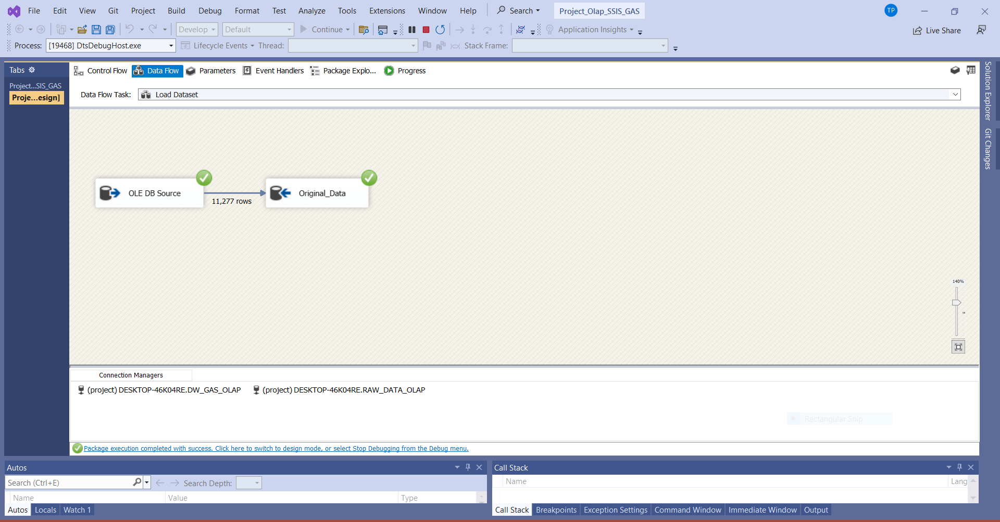 File Edit View Git Project Build Debug Format Test Analyze Tools Extensions Window Help Search Project_Olap_SSIS_GAS TP
Develop Default Continue Application Insights Live Share
Process: [19468] DtsDebugHost.exe Lifecycle Events Thread: Stack Frame:
Tabs
Project...SIS_GAS
Proje...esign]
Control Flow Data Flow Parameters Event Handlers Package Explo... Progress
Data Flow Task: Load Dataset
OLE DB Source
11,277 rows
Original_Data
140%
Connection Managers
(project) DESKTOP-46K04RE.DW_GAS_OLAP (project) DESKTOP-46K04RE.RAW_DATA_OLAP
Rectangular Snip
Package execution completed with success. Click here to switch to design mode, or select Stop Debugging from the Debug menu.
Solution Explorer
Git Changes
Autos
Search (Ctrl+E) Search Depth:
Name Value Type
Autos Locals Watch 1
Call Stack
Name Lang
Call Stack Breakpoints Exception Settings Command Window Immediate Window Output